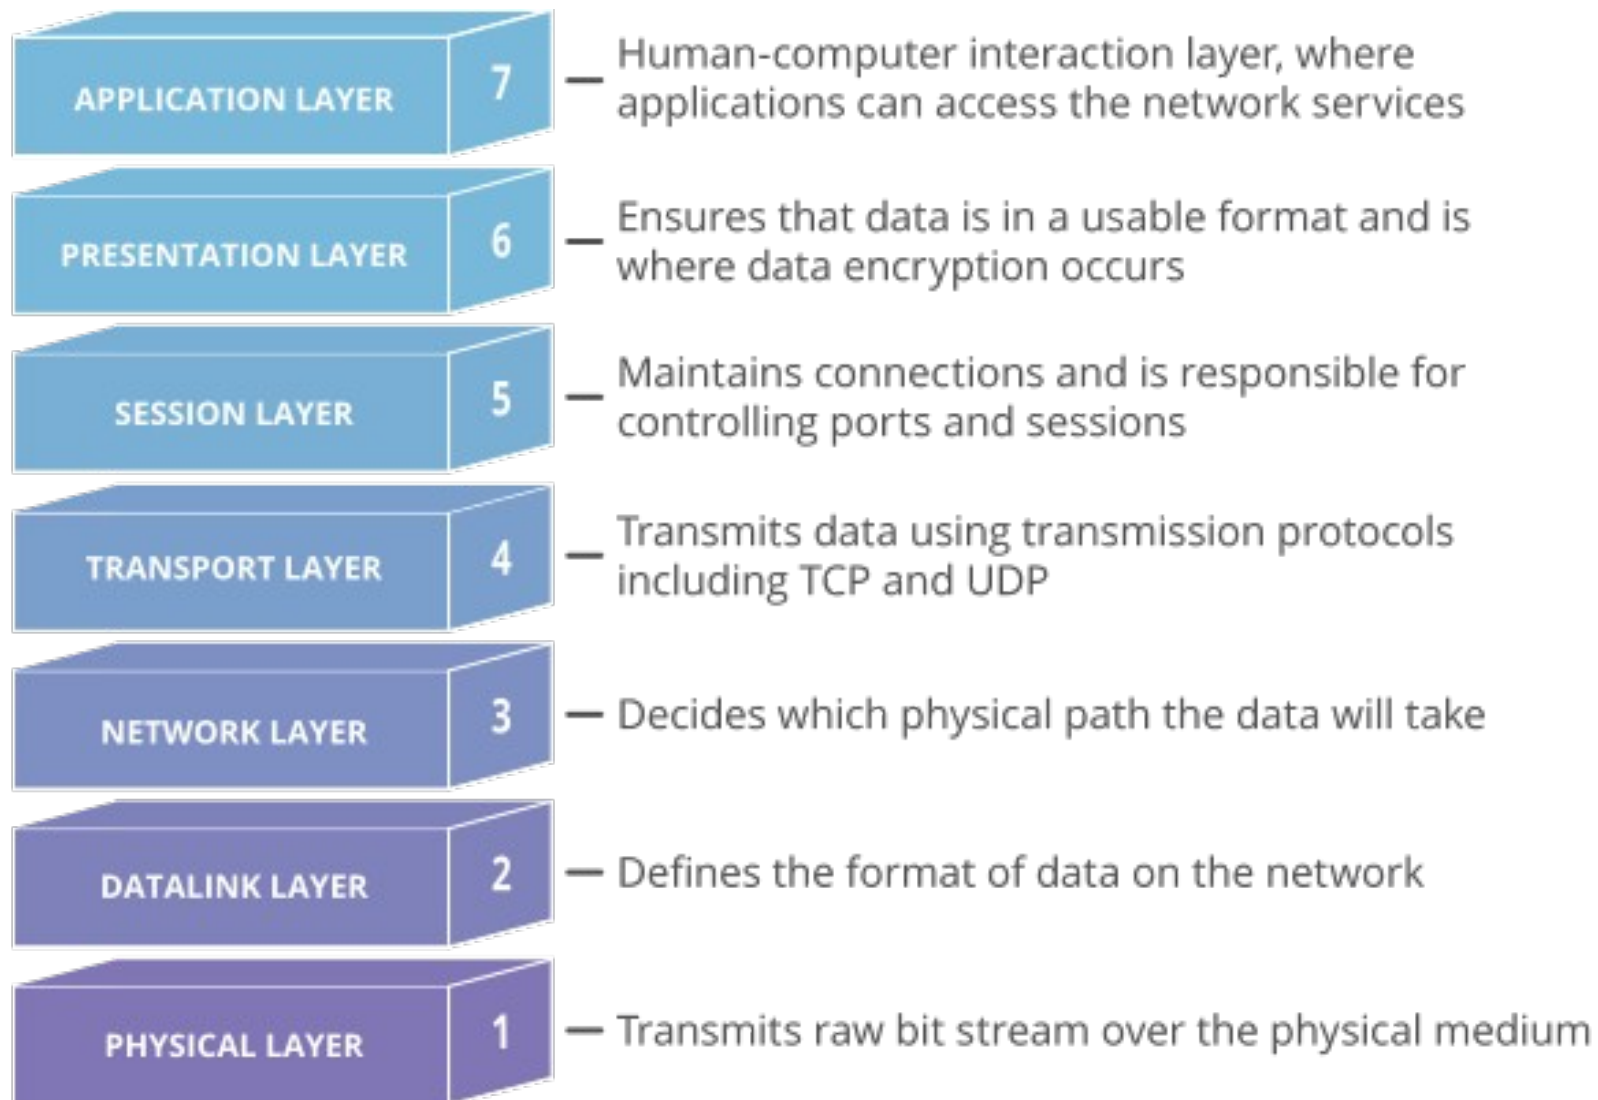 APPLICATION LAYER
7
Human-computer interaction layer, where
applications can access the network services
PRESENTATION LAYER
6
Ensures that data is in a usable format and is
where data encryption occurs
SESSION LAYER
5
Maintains connections and is responsible for
controlling ports and sessions
TRANSPORT LAYER
4
Transmits data using transmission protocols
including TCP and UDP
NETWORK LAYER
3
Decides which physical path the data will take
DATALINK LAYER
2
Defines the format of data on the network
PHYSICAL LAYER
1
Transmits raw bit stream over the physical medium